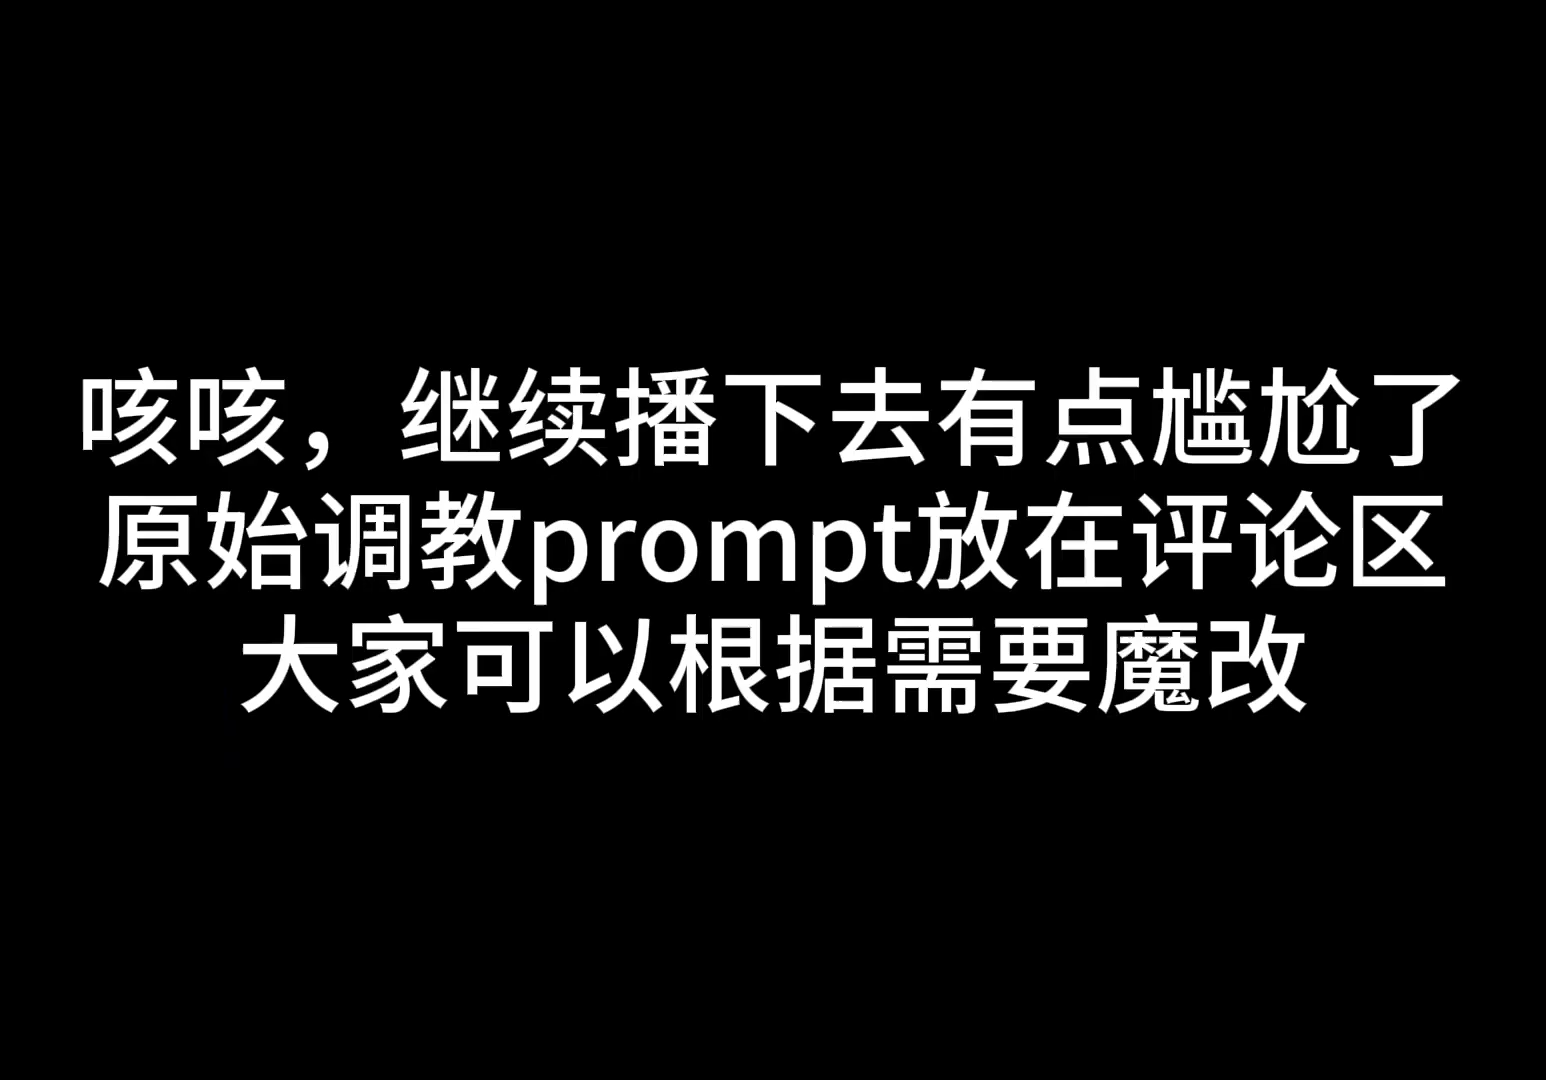 咳咳，继续播下去有点尴尬了
原始调教prompt放在评论区
大家可以根据需要魔改